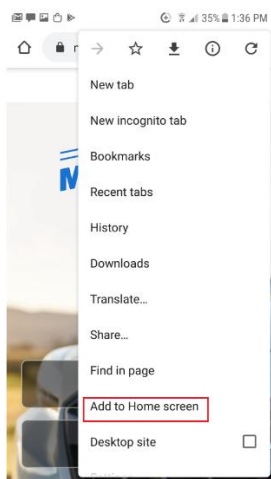 35% 1:36 PM
New tab
New incognito tab
Bookmarks
Recent tabs
History
Downloads
Translate...
Share...
Find in page
Add to Home screen
Desktop site